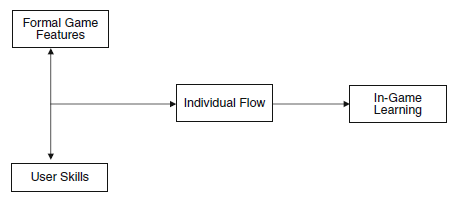 Formal Game
Features
Individual Flow
In-Game
Learning
User Skills